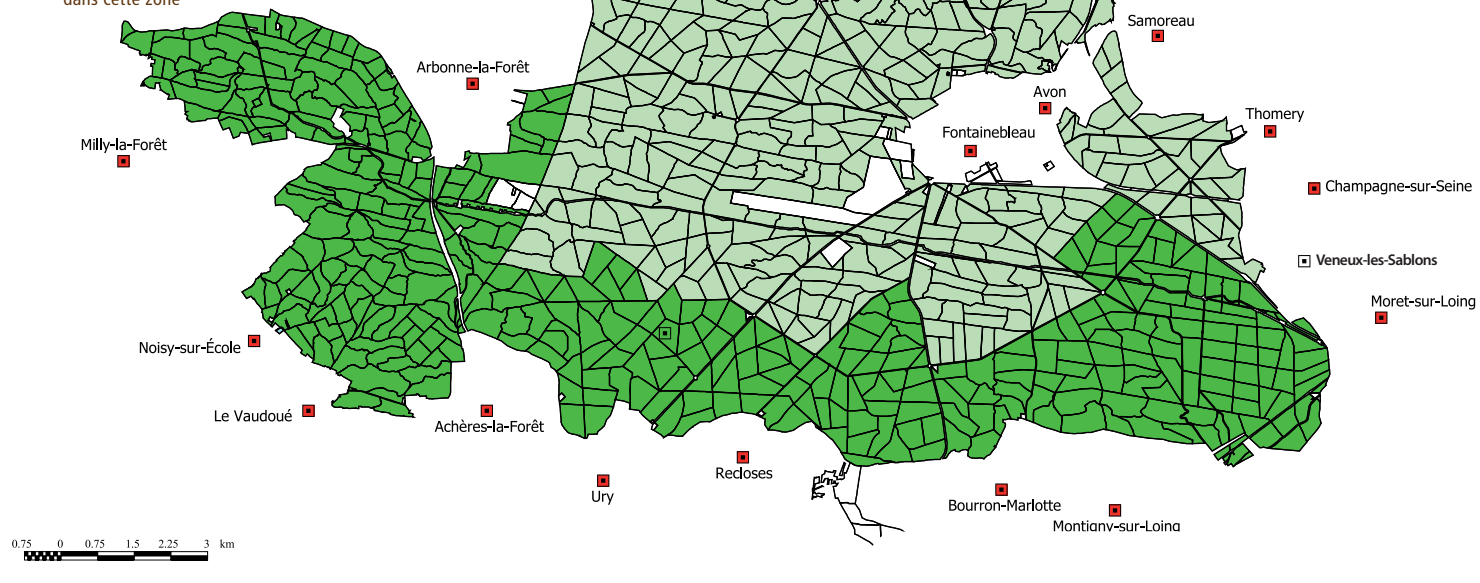 dans cette zone
Samoreau
Arbonne-la-Forêt
Avon
Thomery
Fontainebleau
Milly-la-Forêt
Champagne-sur-Seine
Veneux-les-Sablons
Moret-sur-Loing
Noisy-sur-École
Le Vaudoué
Achères-la-Forêt
Recloses
Ury
Bourron-Marlotte
Montigny-sur-Loing
0.75 0 0.75 1.5 2.25 3 km